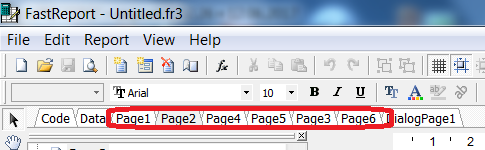 FastReport - Untitled.fr3
File Edit Report View Help
Arial 10 B I U
Code Data Page1 Page2 Page4 Page5 Page3 Page6 DialogPage1
1 2